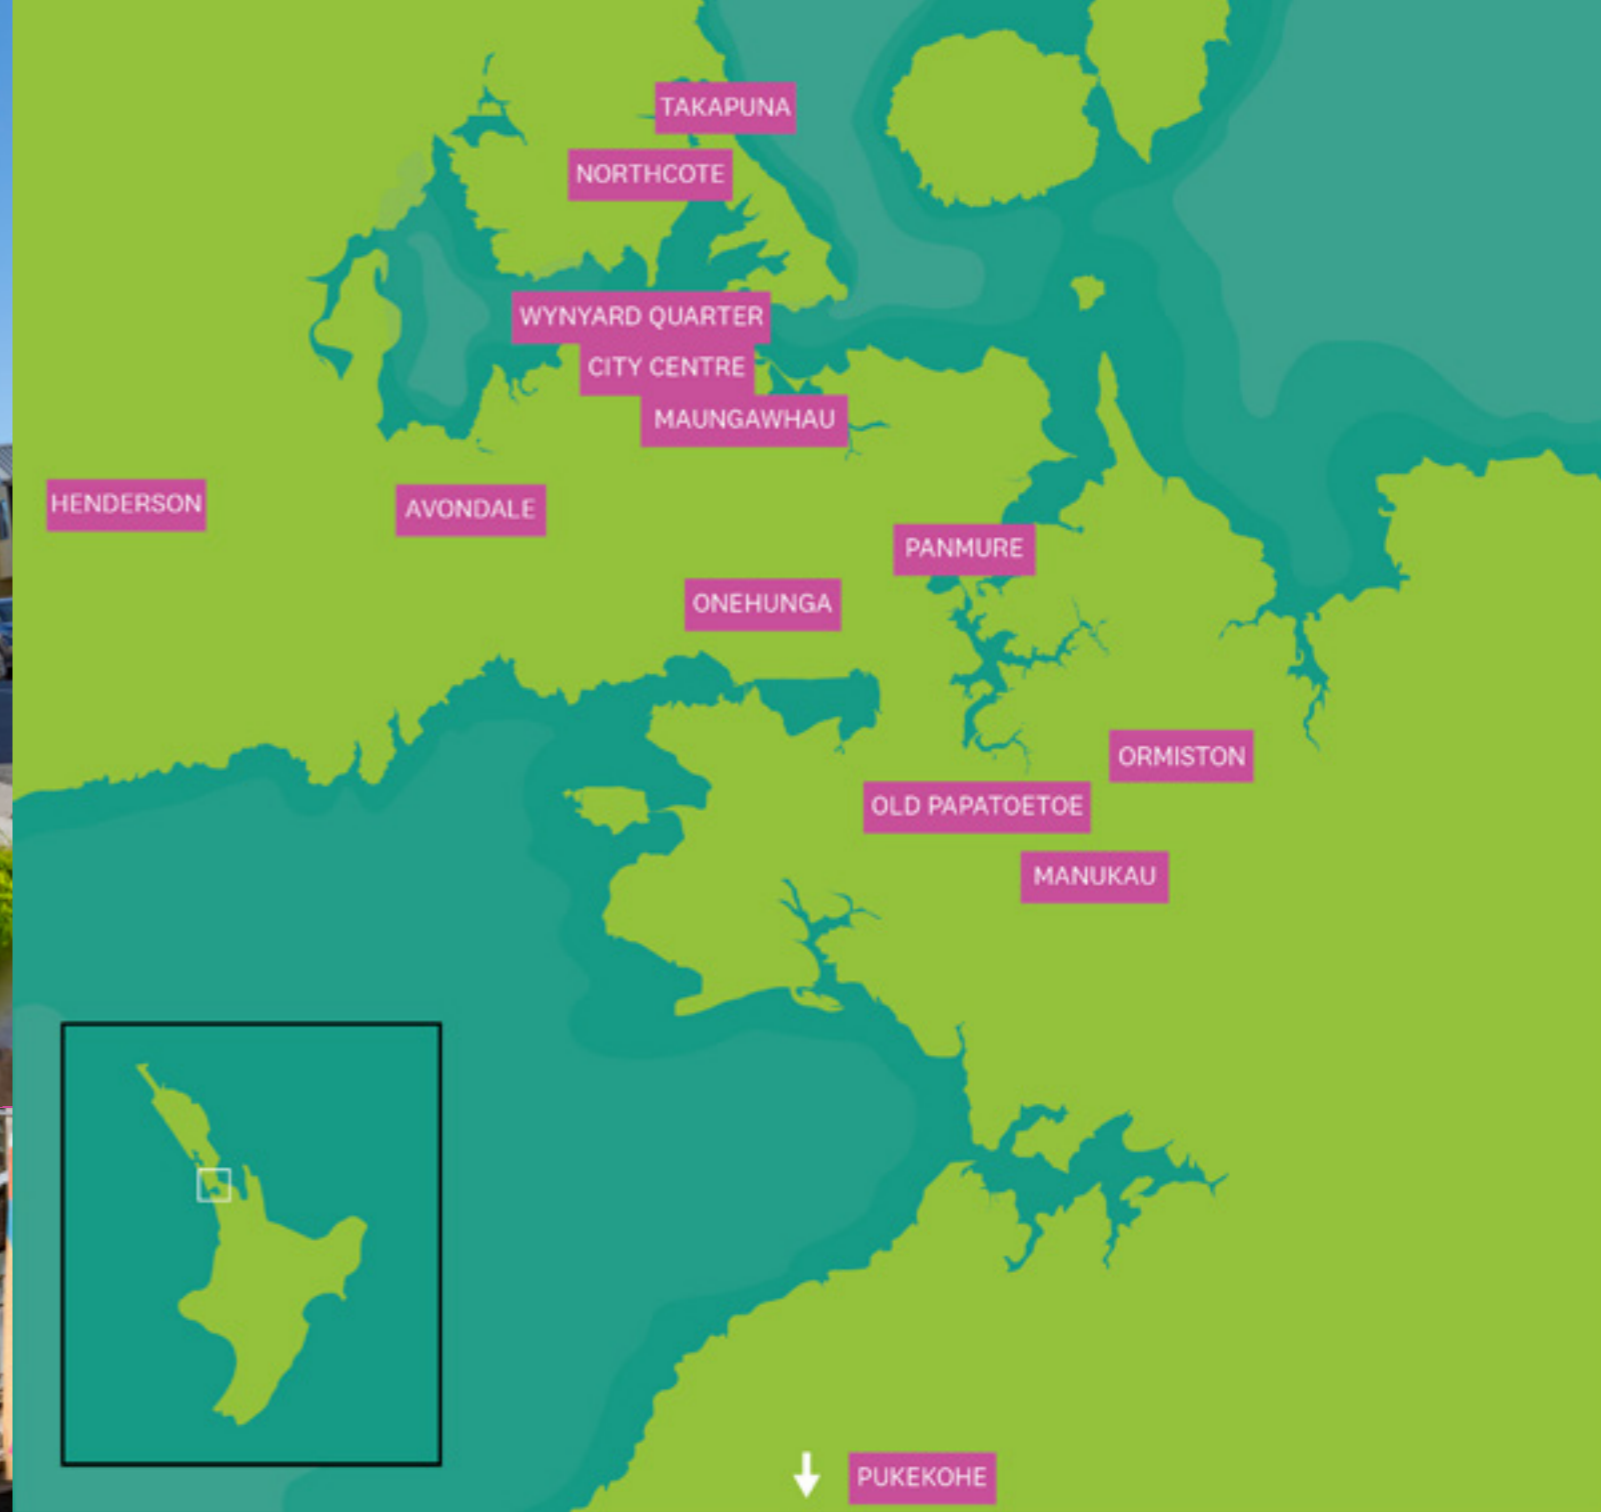 TAKAPUNA
NORTHCOTE
WYNYARD QUARTER
CITY CENTRE
MAUNGAWHAU
HENDERSON
AVONDALE
PANMURE
ONEHUNGA
ORMISTON
OLD PAPATOETOE
MANUKAU
PUKEKOHE